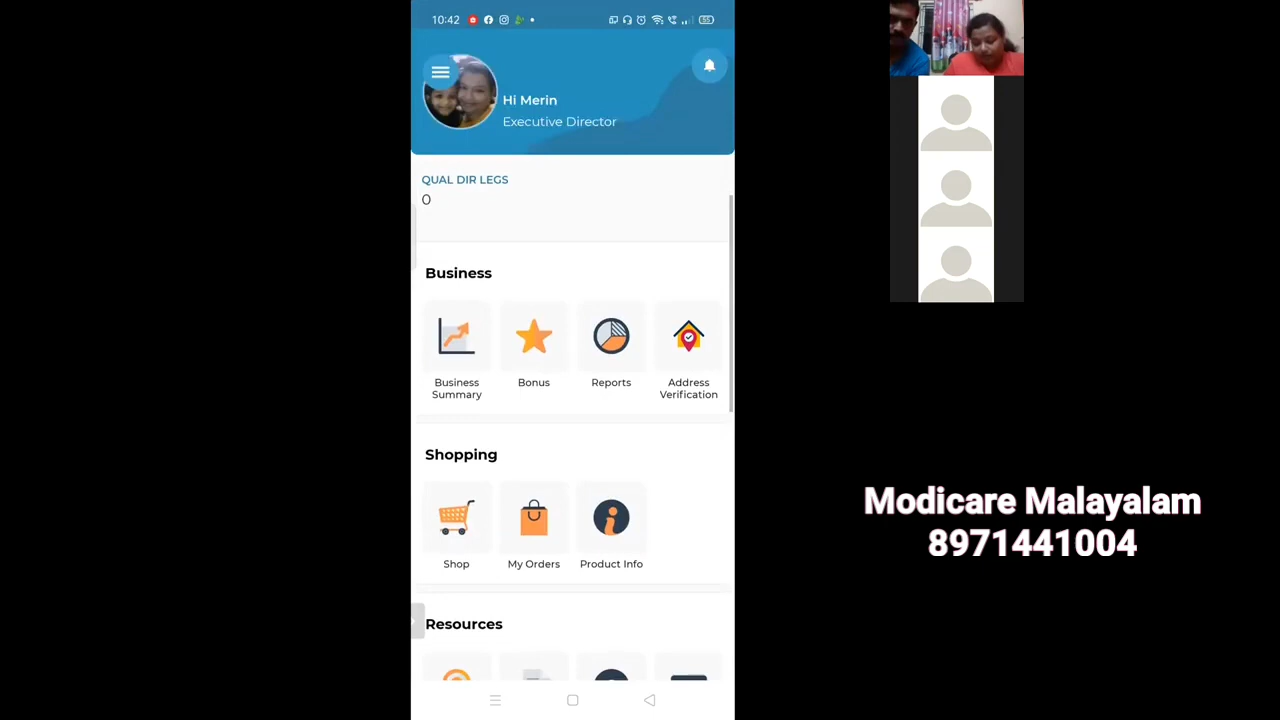 10:42
55
Hi Merin
Executive Director
QUAL DIR LEGS
0
Business
Business Summary
Bonus
Reports
Address Verification
Shopping
Shop
My Orders
Product Info
Resources
Modicare Malayalam
8971441004